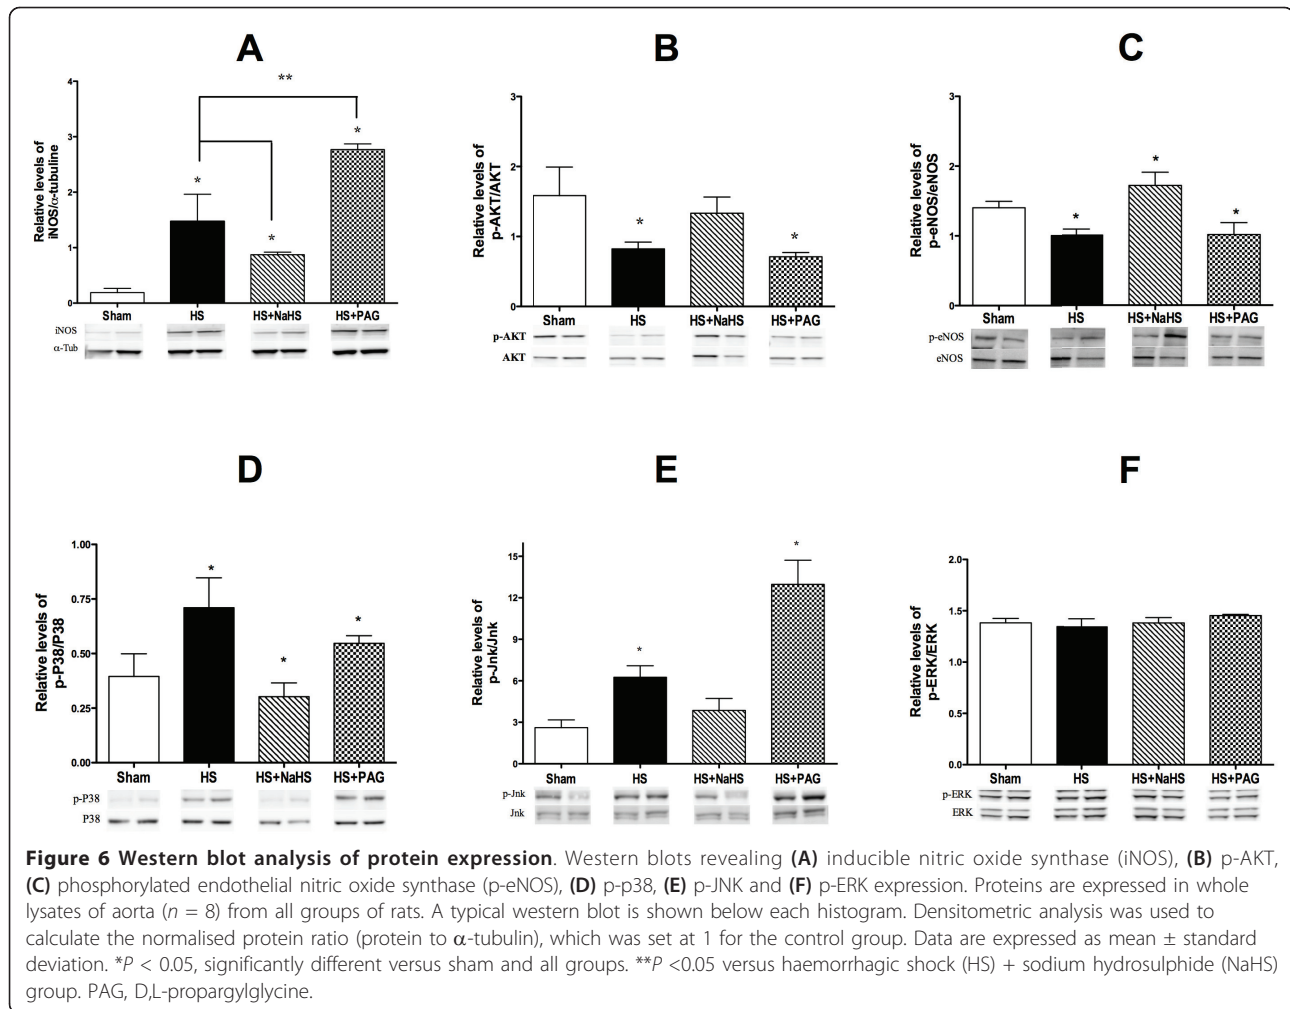 A
**
4
3
2
1
0
*
*
*
Relative levels of
iNOS/α-tubuline
Sham HS HS+NaHS HS+PAG
iNOS
α-Tub
B
3
2
1
0
*
*
Relative levels of
p-AKT/AKT
Sham HS HS+NaHS HS+PAG
p-AKT
AKT
C
3
2
1
0
*
*
*
Relative levels of
p-eNOS/eNOS
Sham HS HS+NaHS HS+PAG
p-eNOS
eNOS
D
1.00
0.75
0.50
0.25
0.00
*
*
*
Relative levels of
p-P38/P38
Sham HS HS+NaHS HS+PAG
p-P38
P38
E
15
12
9
6
3
0
*
*
Relative levels of
p-Jnk/Jnk
Sham HS HS+NaHS HS+PAG
p-Jnk
Jnk
F
2.0
1.5
1.0
0.5
0.0
Relative levels of
p-ERK/ERK
Sham HS HS+NaHS HS+PAG
p-ERK
ERK
Figure 6 Western blot analysis of protein expression. Western blots revealing (A) inducible nitric oxide synthase (iNOS), (B) p-AKT,
(C) phosphorylated endothelial nitric oxide synthase (p-eNOS), (D) p-p38, (E) p-JNK and (F) p-ERK expression. Proteins are expressed in whole
lysates of aorta (n = 8) from all groups of rats. A typical western blot is shown below each histogram. Densitometric analysis was used to
calculate the normalised protein ratio (protein to α-tubulin), which was set at 1 for the control group. Data are expressed as mean ± standard
deviation. *P < 0.05, significantly different versus sham and all groups. **P <0.05 versus haemorrhagic shock (HS) + sodium hydrosulphide (NaHS)
group. PAG, D,L-propargylglycine.